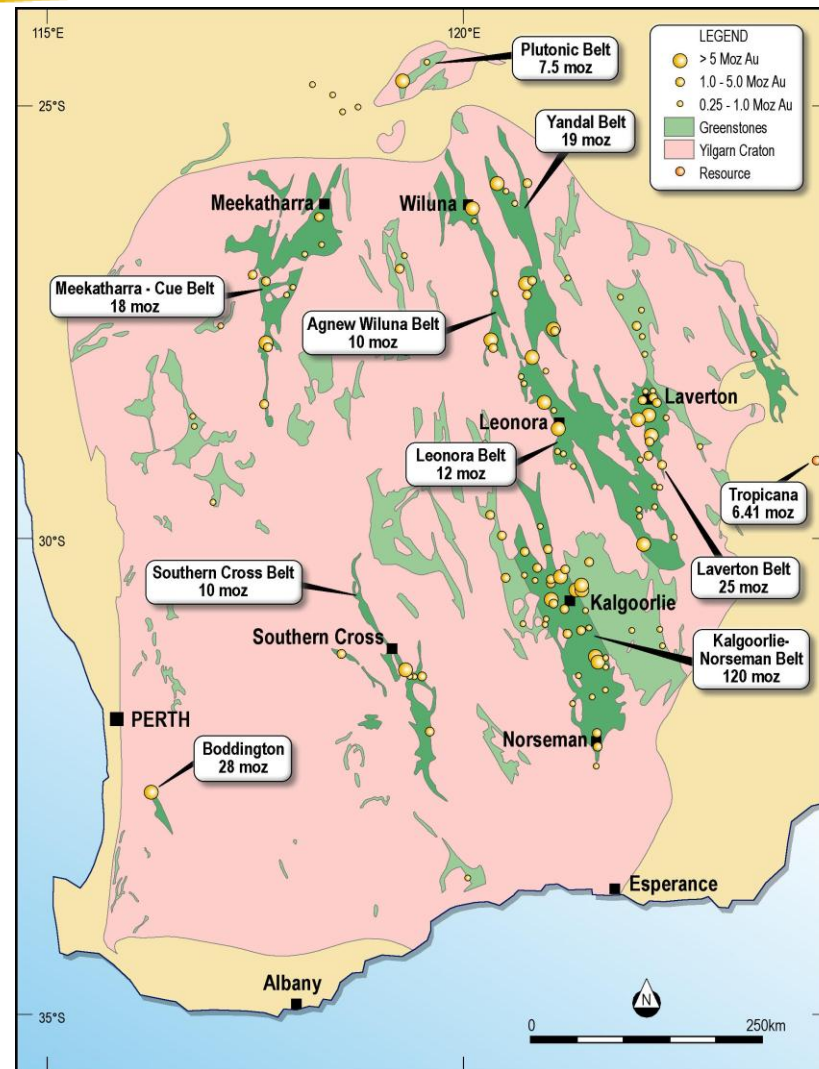 115°E
120°E
25°S
30°S
35°S
LEGEND
> 5 Moz Au
1.0 - 5.0 Moz Au
0.25 - 1.0 Moz Au
Greenstones
Yilgarn Craton
Resource
Plutonic Belt
7.5 moz
Yandal Belt
19 moz
Meekatharra
Wiluna
Meekatharra - Cue Belt
18 moz
Agnew Wiluna Belt
10 moz
Laverton
Leonora
Leonora Belt
12 moz
Tropicana
6.41 moz
Laverton Belt
25 moz
Southern Cross Belt
10 moz
Kalgoorlie
Southern Cross
Kalgoorlie-
Norseman Belt
120 moz
PERTH
Norseman
Boddington
28 moz
Esperance
Albany
N
0
250km